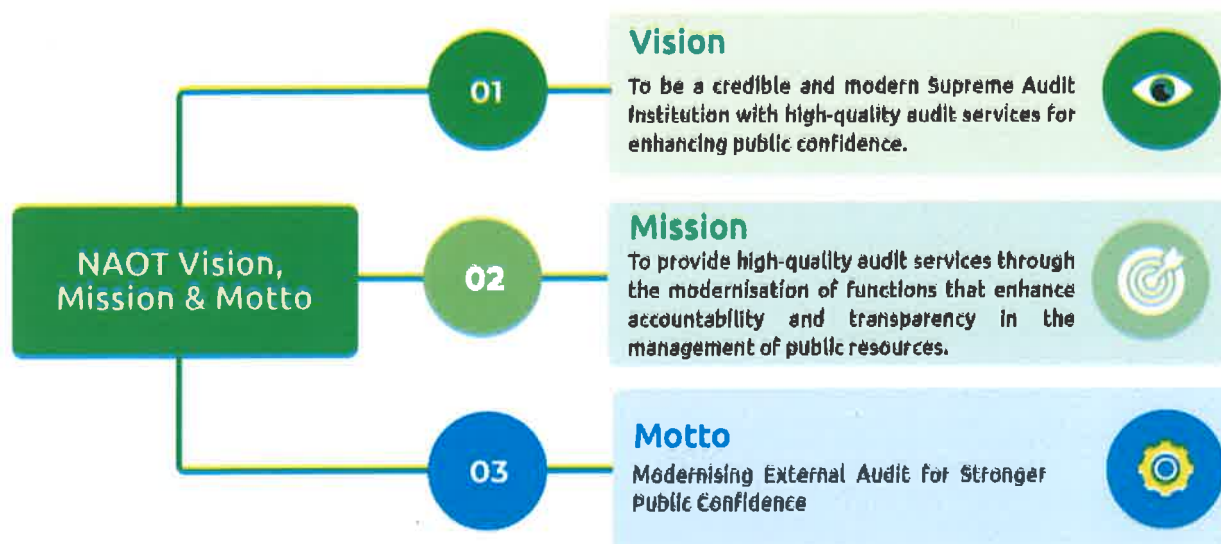 NAOT Vision,
Mission & Motto
01
Vision
To be a credible and modern Supreme Audit
Institution with high-quality audit services for
enhancing public confidence.
02
Mission
To provide high-quality audit services through
the modernisation of functions that enhance
accountability and transparency in the
management of public resources.
03
Motto
Modernising External Audit for Stronger
Public Confidence